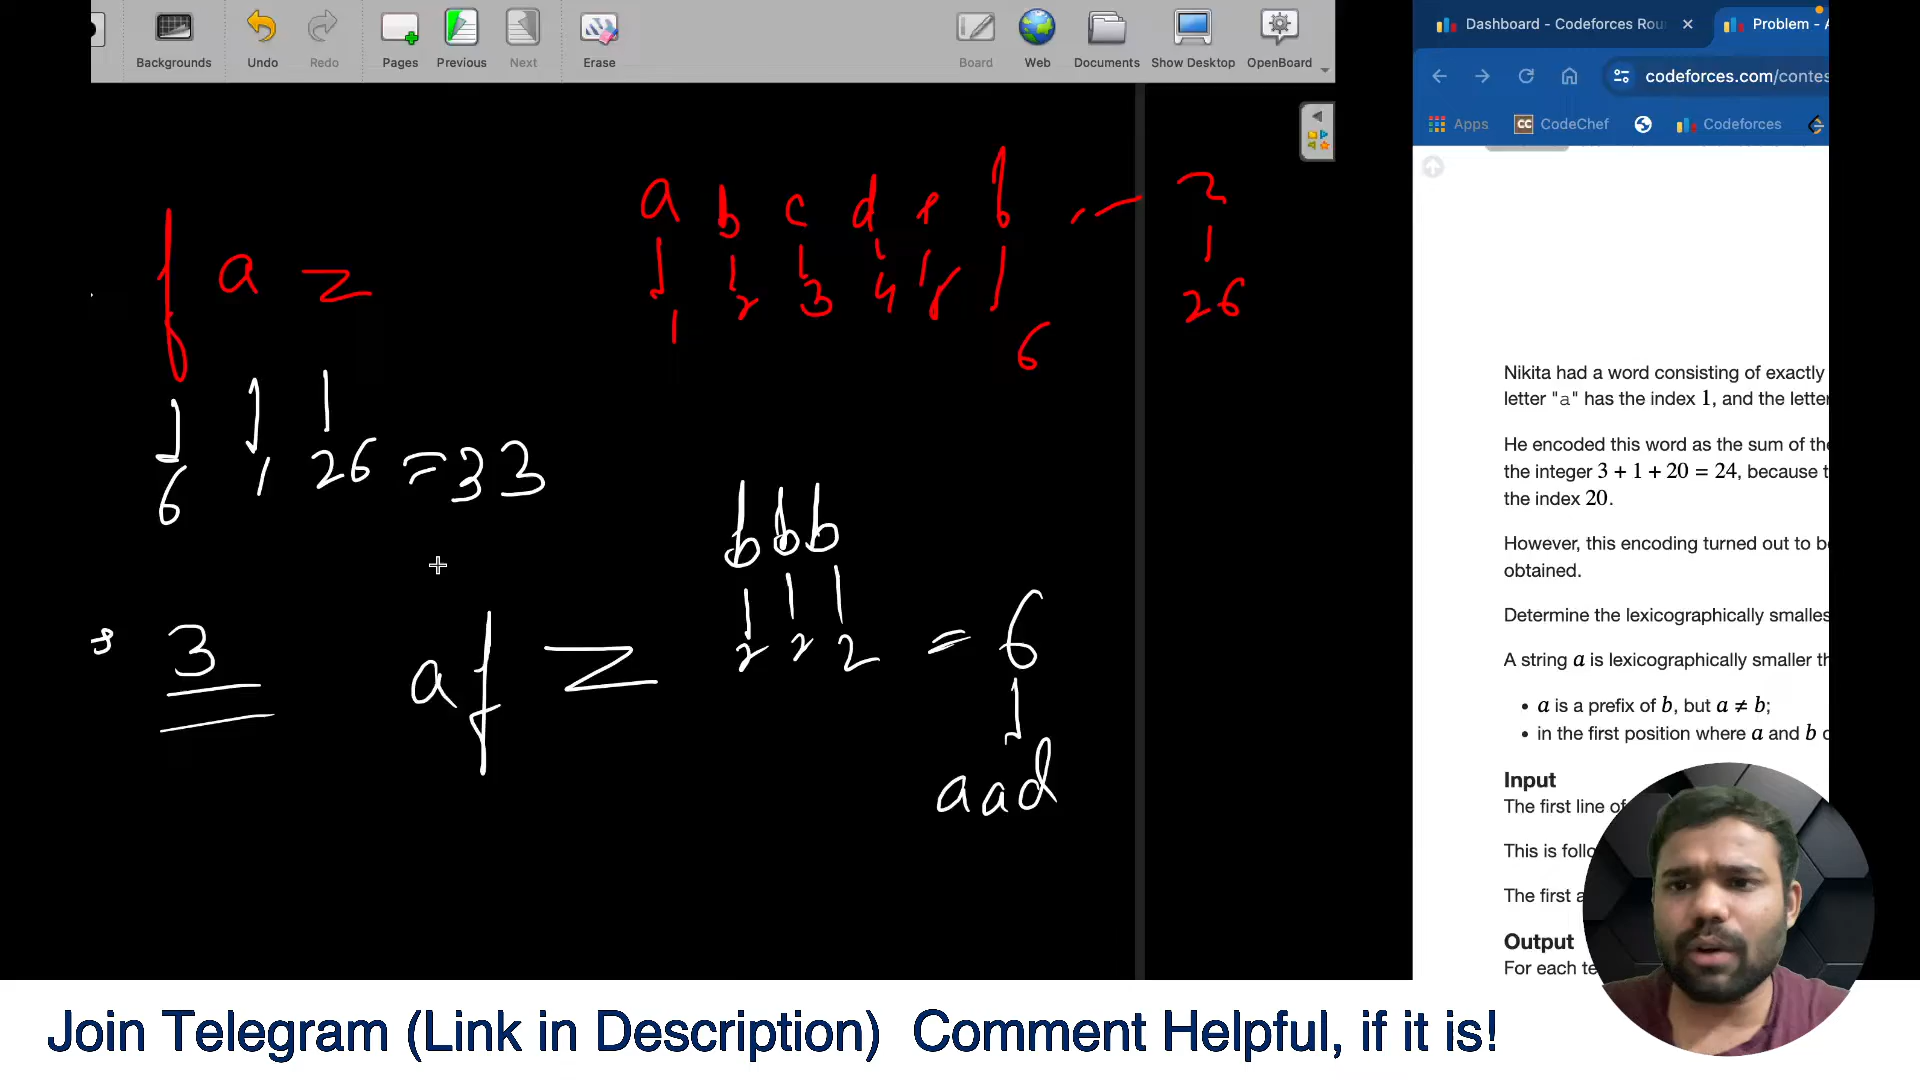 Backgrounds Undo Redo Pages Previous Next Erase Board Web Documents Show Desktop OpenBoard
Dashboard - Codeforces Rou Problem - A
codeforces.com/contes
Apps CodeChef Codeforces
a b c d e f z
1 2 3 4 5 6 26
f a z
6 1 26 = 33
bbb
2 2 2 = 6
3 a f z
aad
Nikita had a word consisting of exactly
letter "a" has the index 1, and the letter
He encoded this word as the sum of the
the integer 3 + 1 + 20 = 24, because t
the index 20.
However, this encoding turned out to be
obtained.
Determine the lexicographically smalles
A string a is lexicographically smaller th
• a is a prefix of b, but a ≠ b;
• in the first position where a and b
Input
The first line of
This is follo
The first a
Output
For each te
Join Telegram (Link in Description) Comment Helpful, if it is!